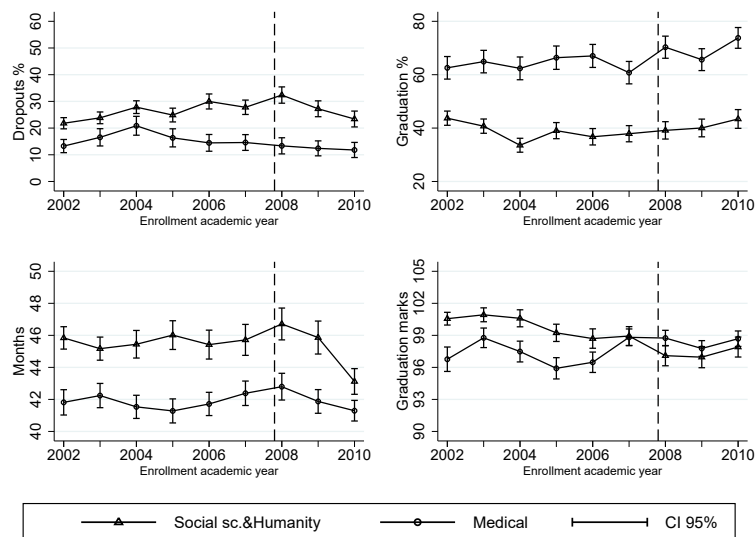 Dropouts %
0 10 20 30 40 50 60
2002 2004 2006 2008 2010
Enrollment academic year
Graduation %
20 40 60 80
2002 2004 2006 2008 2010
Enrollment academic year
Months
40 42 44 46 48 50
2002 2004 2006 2008 2010
Enrollment academic year
Graduation marks
90 93 96 99 102 105
2002 2004 2006 2008 2010
Enrollment academic year
Social sc.&Humanity Medical CI 95%